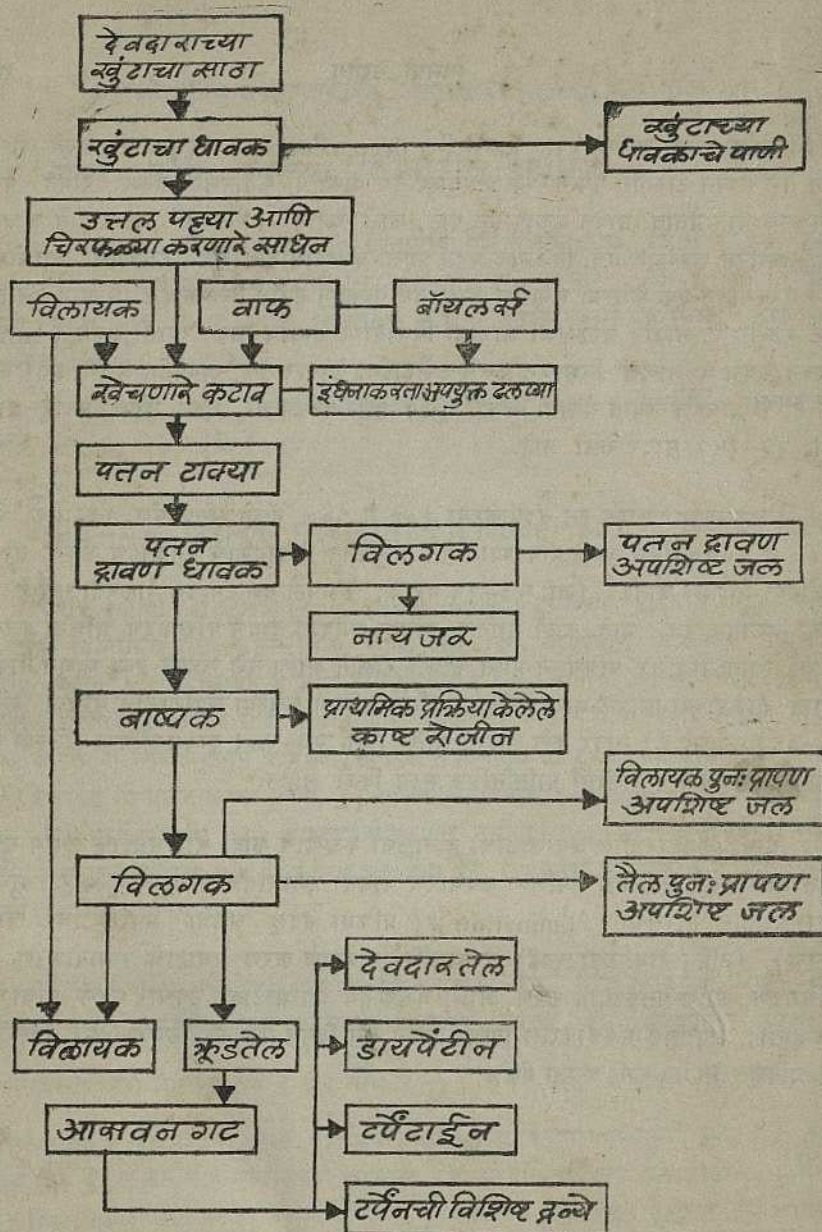 देवदाराच्या
खुंटाचा साठा
खुंटाचा धावक
खुंटाच्या
धावकाचे पाणी
उत्तल पट्ट्या आणि
चिरफळ्या करणारे साधन
विलायक
वाफ
बॉयलर्स
खेचणारे कटाव
इंधनाकरता उपयुक्त ढलप्या
पतन टाक्या
पतन
द्रावण धावक
विलगक
पतन द्रावण
अपशिष्ट जल
नायजर
बाष्पक
प्राथमिक प्रक्रिया केलेले
काष्ट रोजीन
विलायक पुनः प्रापण
अपशिष्ट जल
विळगक
तैल पुनः प्रापण
अपशिष्ट जल
देवदार तेल
विळायक
क्रूडतेल
डायपेंटीन
आसवन गट
टर्पेंटाईन
टर्पेनची विशिष्ट द्रव्ये